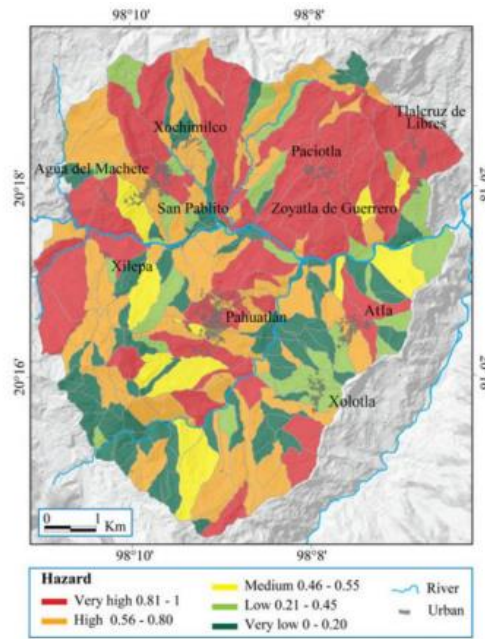 98°10' 98°8'
Tlalcruz de
Libres
Xochimilco
Paciotla
Agua del Machete
20°18'
San Pablito
Zoyatla de Guerrero
Xilepa
Pahuatlán
Atla
20°16'
Xolotla
0 1
Km
98°10' 98°8'
Hazard
Very high 0.81 - 1
High 0.56 - 0.80
Medium 0.46 - 0.55
Low 0.21 - 0.45
Very low 0 - 0.20
River
Urban